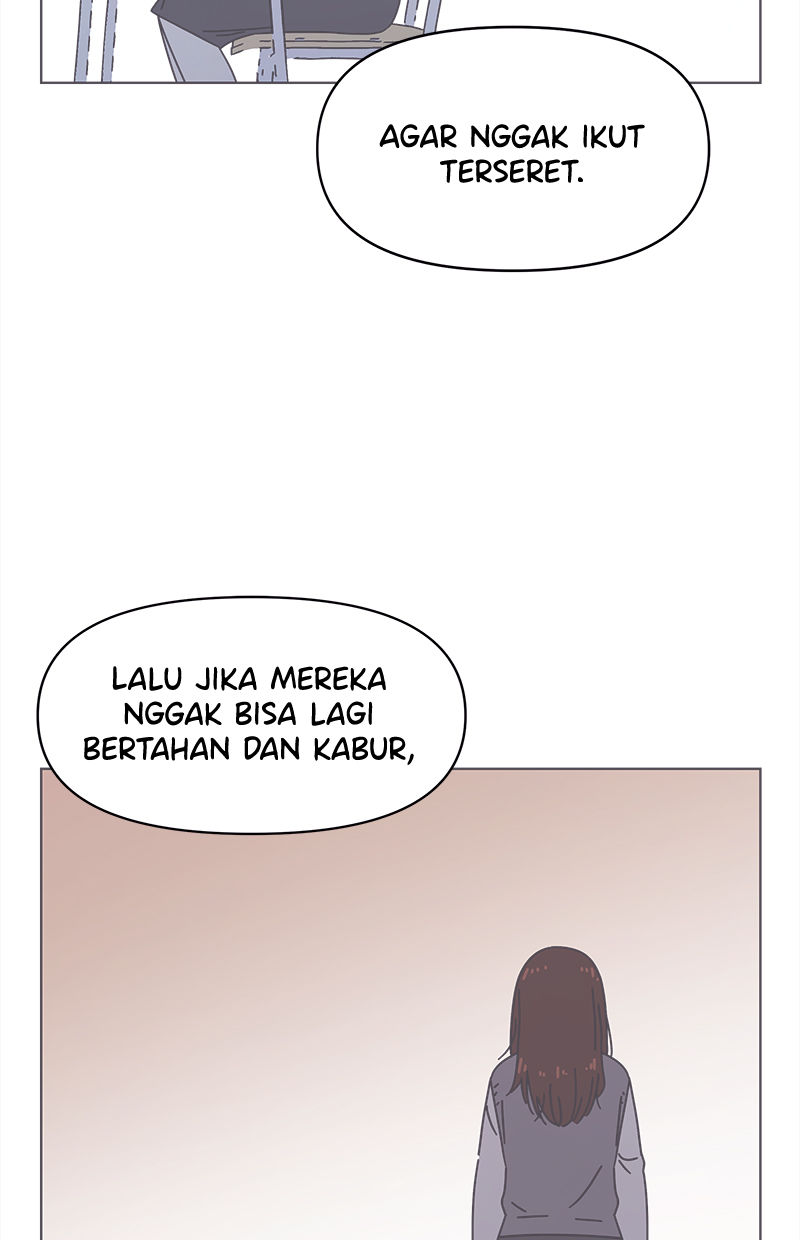 AGAR NGGAK IKUT
TERSERET.
LALU JIKA MEREKA
NGGAK BISA LAGI
BERTAHAN DAN KABUR,